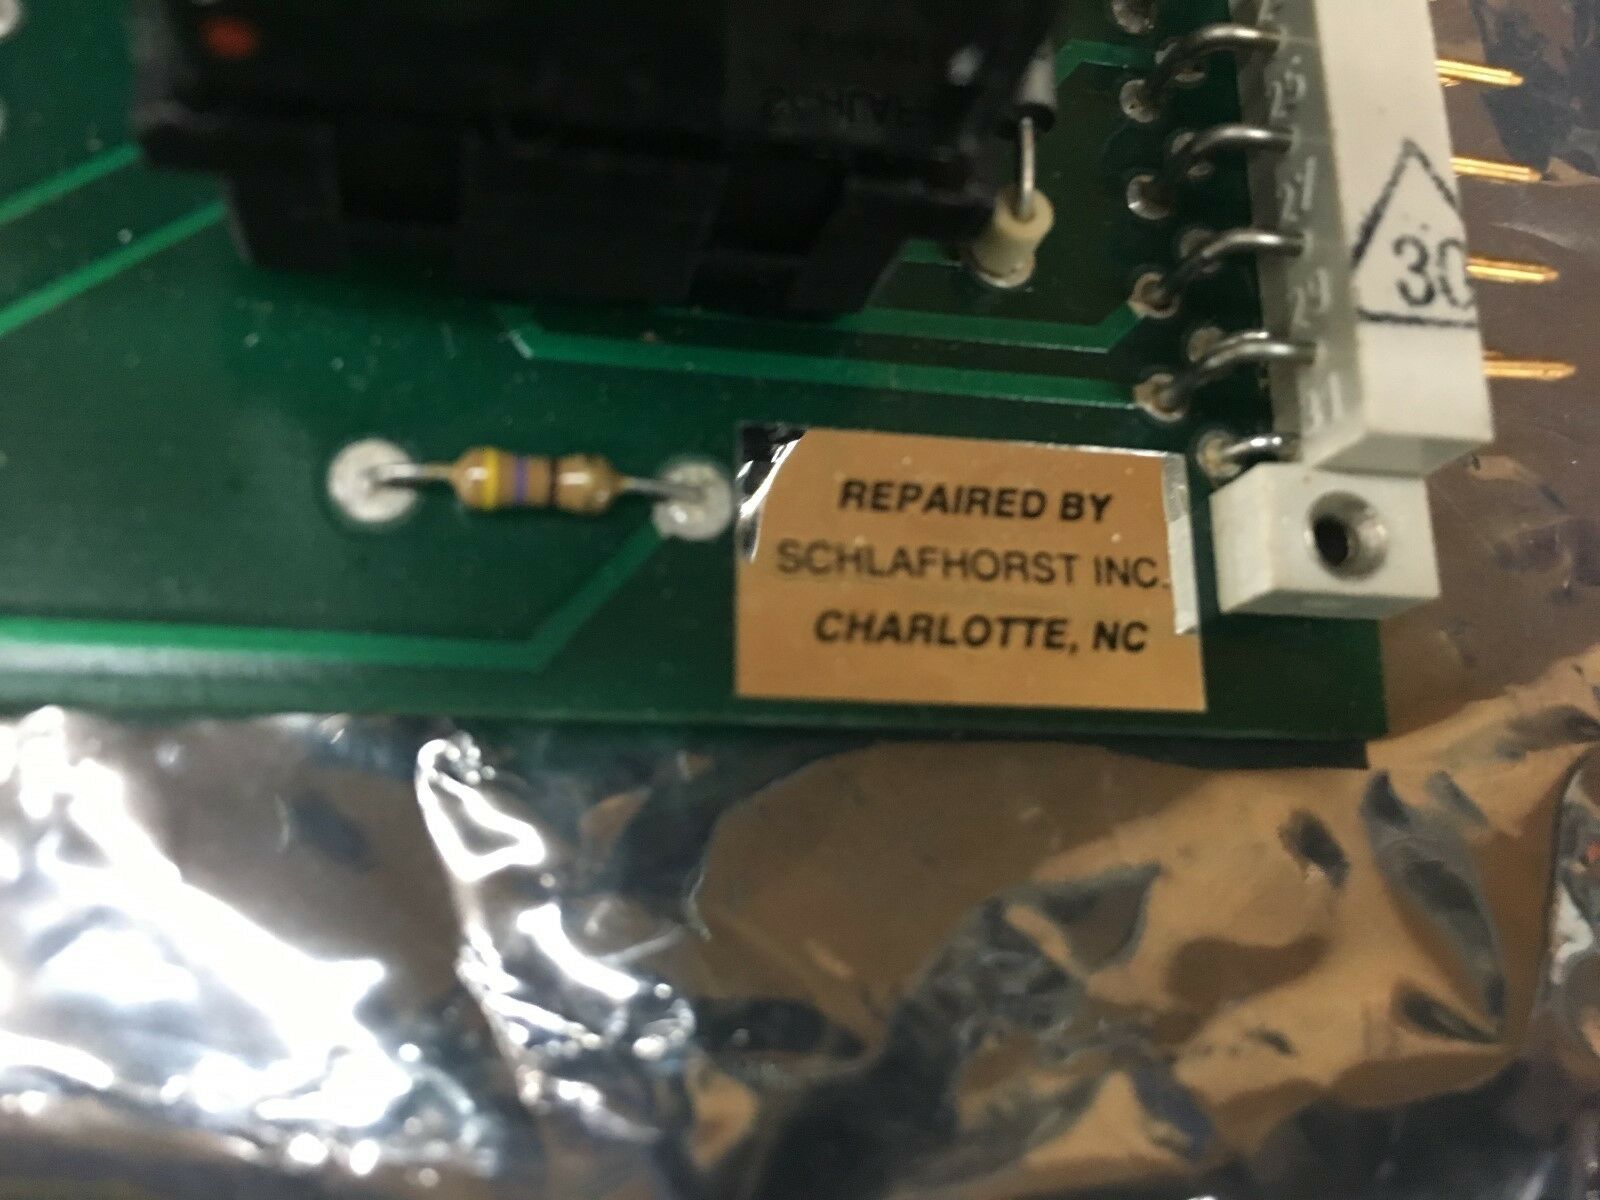 30
REPAIRED BY
SCHLAFHORST INC.
CHARLOTTE, NC